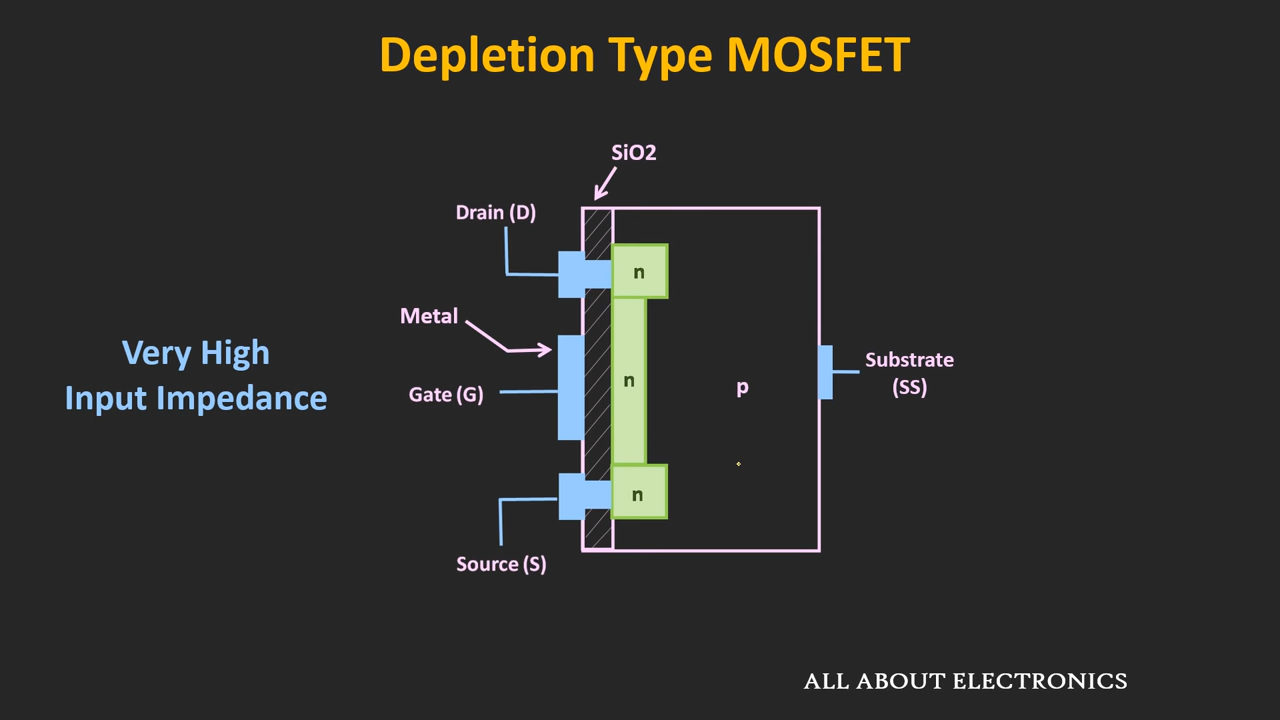 Depletion Type MOSFET
SiO2
Drain (D)
n
Metal
Very High
Input Impedance
Gate (G)
n
p
Substrate
(SS)
n
Source (S)
ALL ABOUT ELECTRONICS